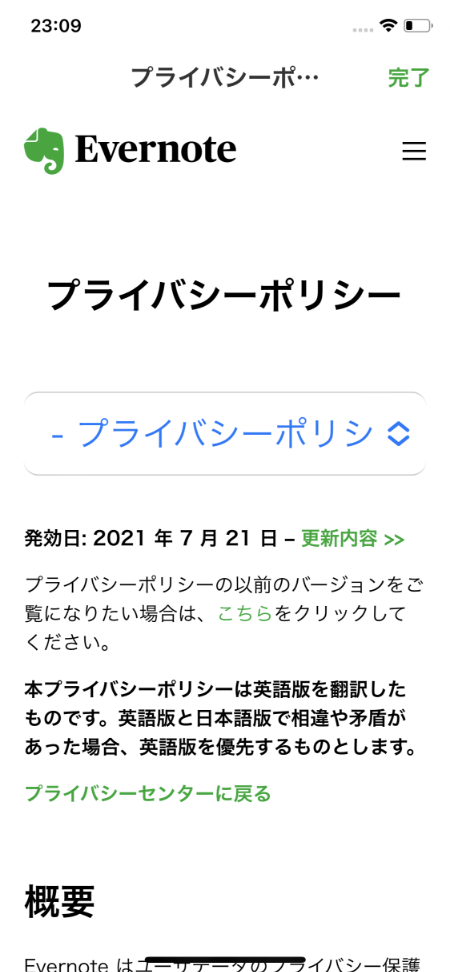 23:09
プライバシーポ…
完了
Evernote
プライバシーポリシー
- プライバシーポリシ
発効日: 2021 年 7 月 21 日 – 更新内容 >>
プライバシーポリシーの以前のバージョンをご
覧になりたい場合は、こちらをクリックして
ください。
本プライバシーポリシーは英語版を翻訳した
ものです。英語版と日本語版で相違や矛盾が
あった場合、英語版を優先するものとします。
プライバシーセンターに戻る
概要
Evernote はユーザデータのプライバシー保護